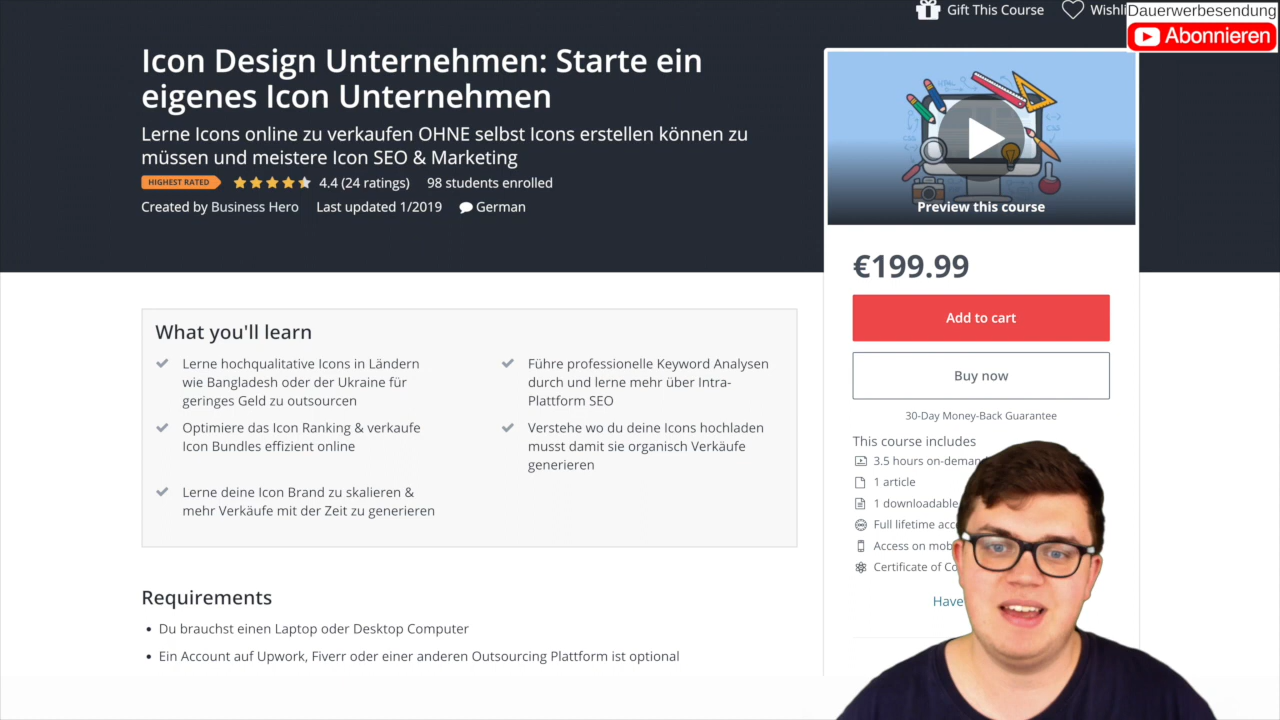 Gift This Course
Dauerwerbesendung
Abonnieren
Icon Design Unternehmen: Starte ein
eigenes Icon Unternehmen
Lerne Icons online zu verkaufen OHNE selbst Icons erstellen können zu
müssen und meistere Icon SEO & Marketing
HIGHEST RATED 4.4 (24 ratings) 98 students enrolled
Created by Business Hero Last updated 1/2019 German
Preview this course
€199.99
Add to cart
Buy now
30-Day Money-Back Guarantee
This course includes
3.5 hours on-deman
1 article
1 downloadable
Full lifetime acc
Access on mob
Certificate of Co
Have
What you'll learn
Lerne hochqualitative Icons in Ländern
wie Bangladesh oder der Ukraine für
geringes Geld zu outsourcen
Optimiere das Icon Ranking & verkaufe
Icon Bundles effizient online
Lerne deine Icon Brand zu skalieren &
mehr Verkäufe mit der Zeit zu generieren
Führe professionelle Keyword Analysen
durch und lerne mehr über Intra-
Plattform SEO
Verstehe wo du deine Icons hochladen
musst damit sie organisch Verkäufe
generieren
Requirements
Du brauchst einen Laptop oder Desktop Computer
Ein Account auf Upwork, Fiverr oder einer anderen Outsourcing Plattform ist optional